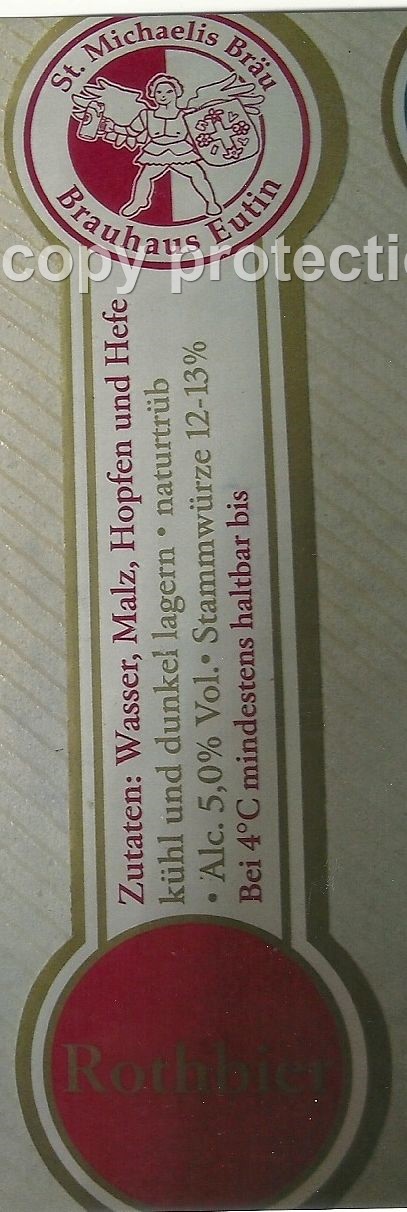 St. Michaelis Bräu
Brauhaus Eutin
copy protectio
Zutaten: Wasser, Malz, Hopfen und Hefe
kühl und dunkel lagern • naturtrüb
• Alc. 5,0% Vol. • Stammwürze 12-13%
Bei 4°C mindestens haltbar bis
Rothbier